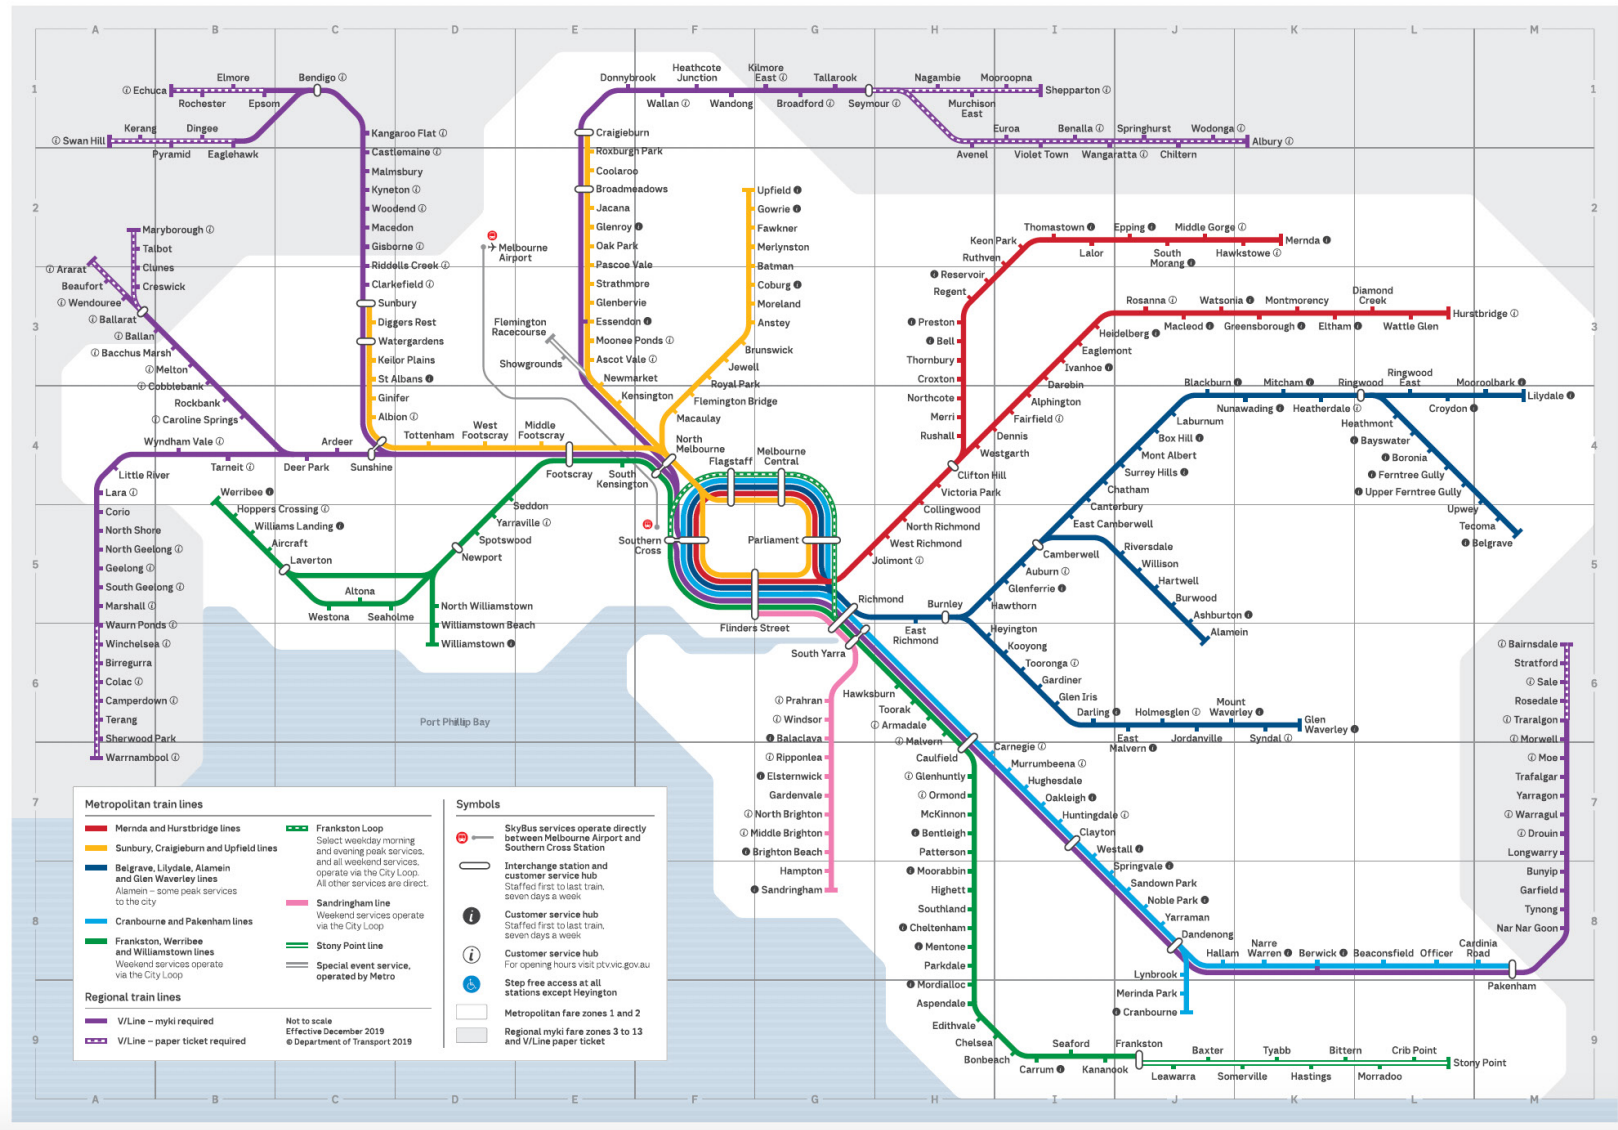 A B C D E F G H I J K L M
1
2
3
4
5
6
7
8
9
Echuca
Elmore
Rochester
Epsom
Bendigo
Swan Hill
Kerang
Dingee
Pyramid
Eaglehawk
Kangaroo Flat
Castlemaine
Malmsbury
Kyneton
Woodend
Macedon
Gisborne
Riddells Creek
Clarkefield
Sunbury
Diggers Rest
Watergardens
Keilor Plains
St Albans
Ginifer
Albion
Sunshine
Maryborough
Talbot
Clunes
Creswick
Ararat
Beaufort
Wendouree
Ballarat
Ballan
Bacchus Marsh
Melton
Cobblebank
Rockbank
Caroline Springs
Wyndham Vale
Tarneit
Deer Park
Ardeer
Little River
Lara
Corio
North Shore
North Geelong
Geelong
South Geelong
Marshall
Waurn Ponds
Winchelsea
Birregurra
Colac
Camperdown
Terang
Sherwood Park
Warrnambool
Werribee
Hoppers Crossing
Williams Landing
Aircraft
Laverton
Westona
Altona
Seaholme
North Williamstown
Williamstown Beach
Williamstown
Newport
Spotswood
Yarraville
Seddon
Footscray
South
Kensington
Tottenham
West
Footscray
Middle
Footscray
Melbourne
Airport
Flemington
Racecourse
Showgrounds
Donnybrook
Wallan
Heathcote
Junction
Wandong
Kilmore
East
Broadford
Tallarook
Seymour
Nagambie
Murchison
East
Mooroopna
Shepparton
Avenel
Euroa
Violet Town
Benalla
Wangaratta
Springhurst
Chiltern
Wodonga
Albury
Craigieburn
Roxburgh Park
Coolaroo
Broadmeadows
Jacana
Glenroy
Oak Park
Pascoe Vale
Strathmore
Glenbervie
Essendon
Moonee Ponds
Ascot Vale
Newmarket
Kensington
Upfield
Gowrie
Fawkner
Merlynston
Batman
Coburg
Moreland
Anstey
Brunswick
Jewell
Royal Park
Flemington Bridge
Macaulay
North
Melbourne
Flagstaff
Melbourne
Central
Parliament
Southern
Cross
Flinders Street
Mernda
Hawkstowe
Middle Gorge
South
Morang
Epping
Lalor
Thomastown
Keon Park
Ruthven
Reservoir
Regent
Preston
Bell
Thornbury
Croxton
Northcote
Merri
Rushall
Hurstbridge
Wattle Glen
Diamond
Creek
Eltham
Montmorency
Greensborough
Watsonia
Macleod
Rosanna
Heidelberg
Eaglemont
Ivanhoe
Darebin
Alphington
Fairfield
Dennis
Westgarth
Clifton Hill
Victoria Park
Collingwood
North Richmond
West Richmond
Jolimont
Lilydale
Mooroolbark
Croydon
Ringwood
East
Ringwood
Heatherdale
Mitcham
Nunawading
Blackburn
Laburnum
Box Hill
Mont Albert
Surrey Hills
Chatham
Canterbury
East Camberwell
Camberwell
Auburn
Glenferrie
Hawthorn
Burnley
East
Richmond
Richmond
Heathmont
Bayswater
Boronia
Ferntree Gully
Upper Ferntree Gully
Upwey
Tecoma
Belgrave
Riversdale
Willison
Hartwell
Burwood
Ashburton
Alamein
Heyington
Kooyong
Tooronga
Gardiner
Glen Iris
Darling
East
Malvern
Holmesglen
Jordanville
Mount
Waverley
Syndal
Glen
Waverley
South Yarra
Hawksburn
Toorak
Armadale
Malvern
Caulfield
Prahran
Windsor
Balaclava
Ripponlea
Elsternwick
Gardenvale
North Brighton
Middle Brighton
Brighton Beach
Hampton
Sandringham
Glenhuntly
Ormond
McKinnon
Bentleigh
Patterson
Moorabbin
Highett
Southland
Cheltenham
Mentone
Parkdale
Mordialloc
Aspendale
Edithvale
Chelsea
Bonbeach
Carrum
Seaford
Kananook
Frankston
Leawarra
Baxter
Somerville
Tyabb
Hastings
Bittern
Morradoo
Crib Point
Stony Point
Carnegie
Murrumbeena
Hughesdale
Oakleigh
Huntingdale
Clayton
Westall
Springvale
Sandown Park
Noble Park
Yarraman
Dandenong
Lynbrook
Merinda Park
Cranbourne
Hallam
Narre
Warren
Berwick
Beaconsfield
Officer
Cardinia
Road
Pakenham
Bairnsdale
Stratford
Sale
Rosedale
Traralgon
Morwell
Moe
Trafalgar
Yarragon
Warragul
Drouin
Longwarry
Bunyip
Garfield
Tynong
Nar Nar Goon
Port Phillip Bay
Metropolitan train lines
Mernda and Hurstbridge lines
Sunbury, Craigieburn and Upfield lines
Belgrave, Lilydale, Alamein
and Glen Waverley lines
Alamein – some peak services
to the city
Cranbourne and Pakenham lines
Frankston, Werribee
and Williamstown lines
Weekend services operate
via the City Loop
Frankston Loop
Select weekday morning
and evening peak services,
and all weekend services,
operate via the City Loop.
All other services are direct.
Sandringham line
Weekend services operate
via the City Loop
Stony Point line
Special event service,
operated by Metro
Regional train lines
V/Line – myki required
V/Line – paper ticket required
Not to scale
Effective December 2019
© Department of Transport 2019
Symbols
SkyBus services operate directly
between Melbourne Airport and
Southern Cross Station
Interchange station and
customer service hub
Staffed first to last train,
seven days a week
Customer service hub
Staffed first to last train,
seven days a week
Customer service hub
For opening hours visit ptv.vic.gov.au
Step free access at all
stations except Heyington
Metropolitan fare zones 1 and 2
Regional myki fare zones 3 to 13
and V/Line paper ticket
A B C D E F G H I J K L M
1
2
3
4
5
6
7
8
9